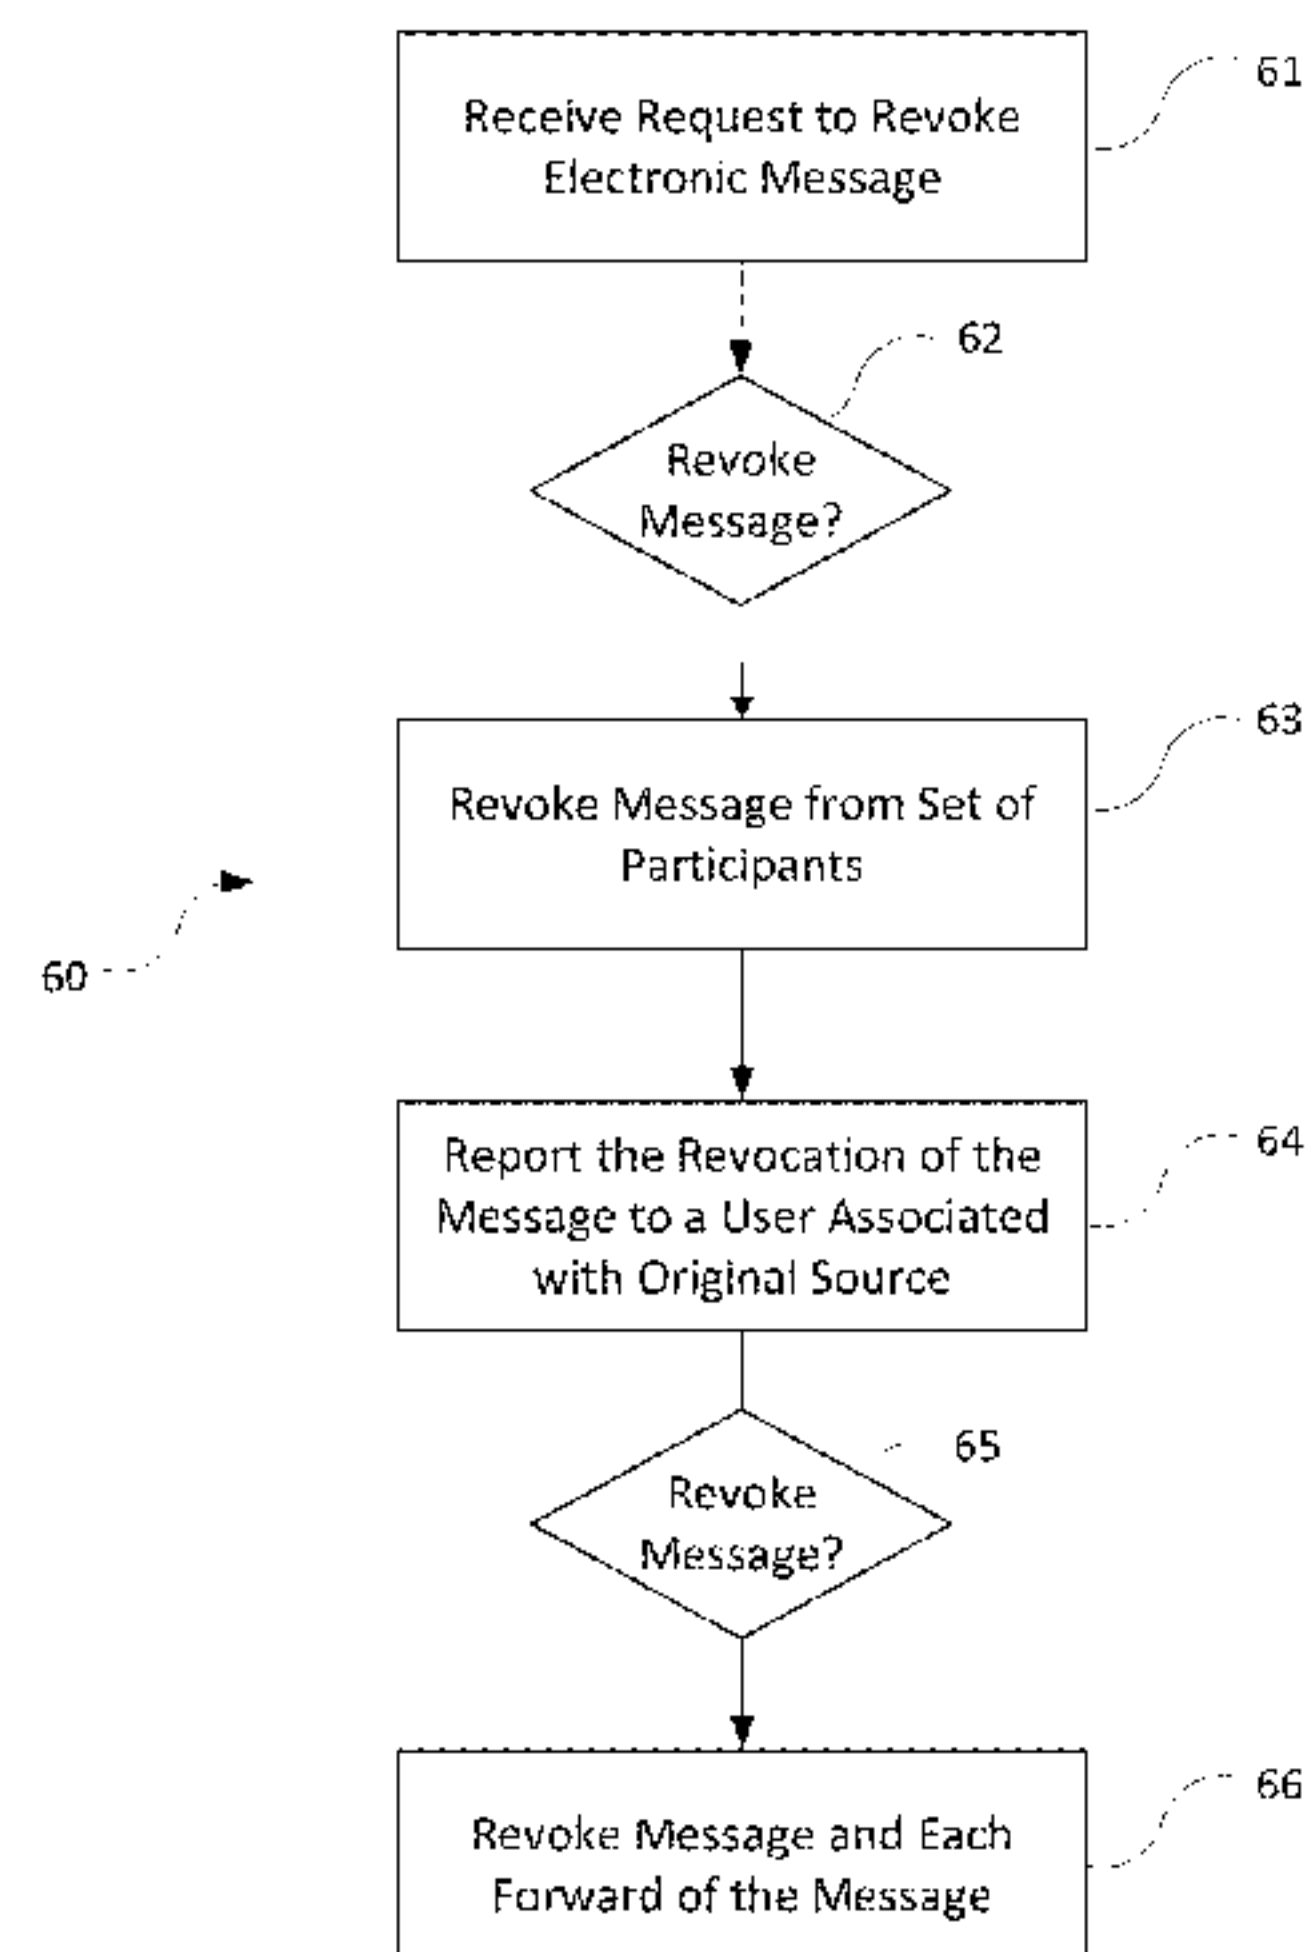 Receive Request to Revoke
Electronic Message
61
62
Revoke
Message?
63
Revoke Message from Set of
Participants
60
Report the Revocation of the
Message to a User Associated
with Original Source
64
65
Revoke
Message?
66
Revoke Message and Each
Forward of the Message